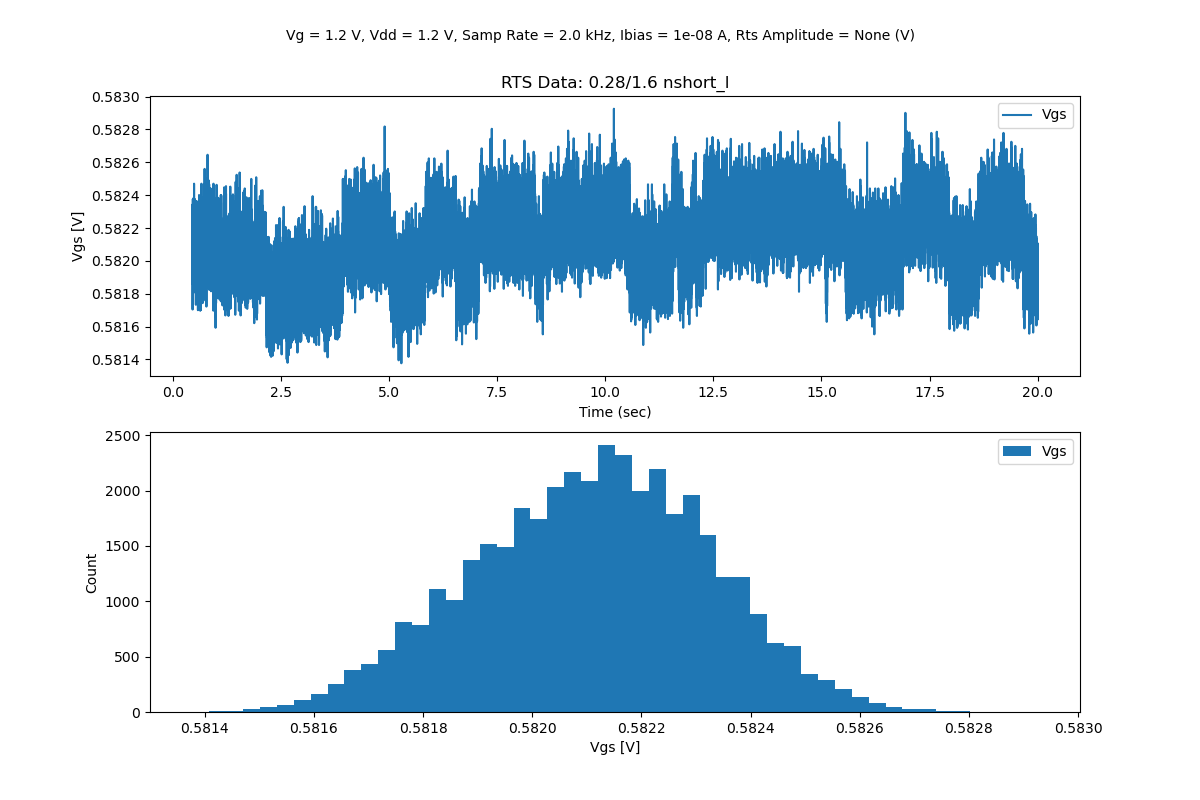 Vg = 1.2 V, Vdd = 1.2 V, Samp Rate = 2.0 kHz, Ibias = 1e-08 A, Rts Amplitude = None (V)
RTS Data: 0.28/1.6 nshort_l
0.5830
0.5828
0.5826
0.5824
0.5822
0.5820
0.5818
0.5816
0.5814
Vgs [V]
Vgs
0.0 2.5 5.0 7.5 10.0 12.5 15.0 17.5 20.0
Time (sec)
2500
2000
1500
1000
500
0
Count
Vgs
0.5814 0.5816 0.5818 0.5820 0.5822 0.5824 0.5826 0.5828 0.5830
Vgs [V]